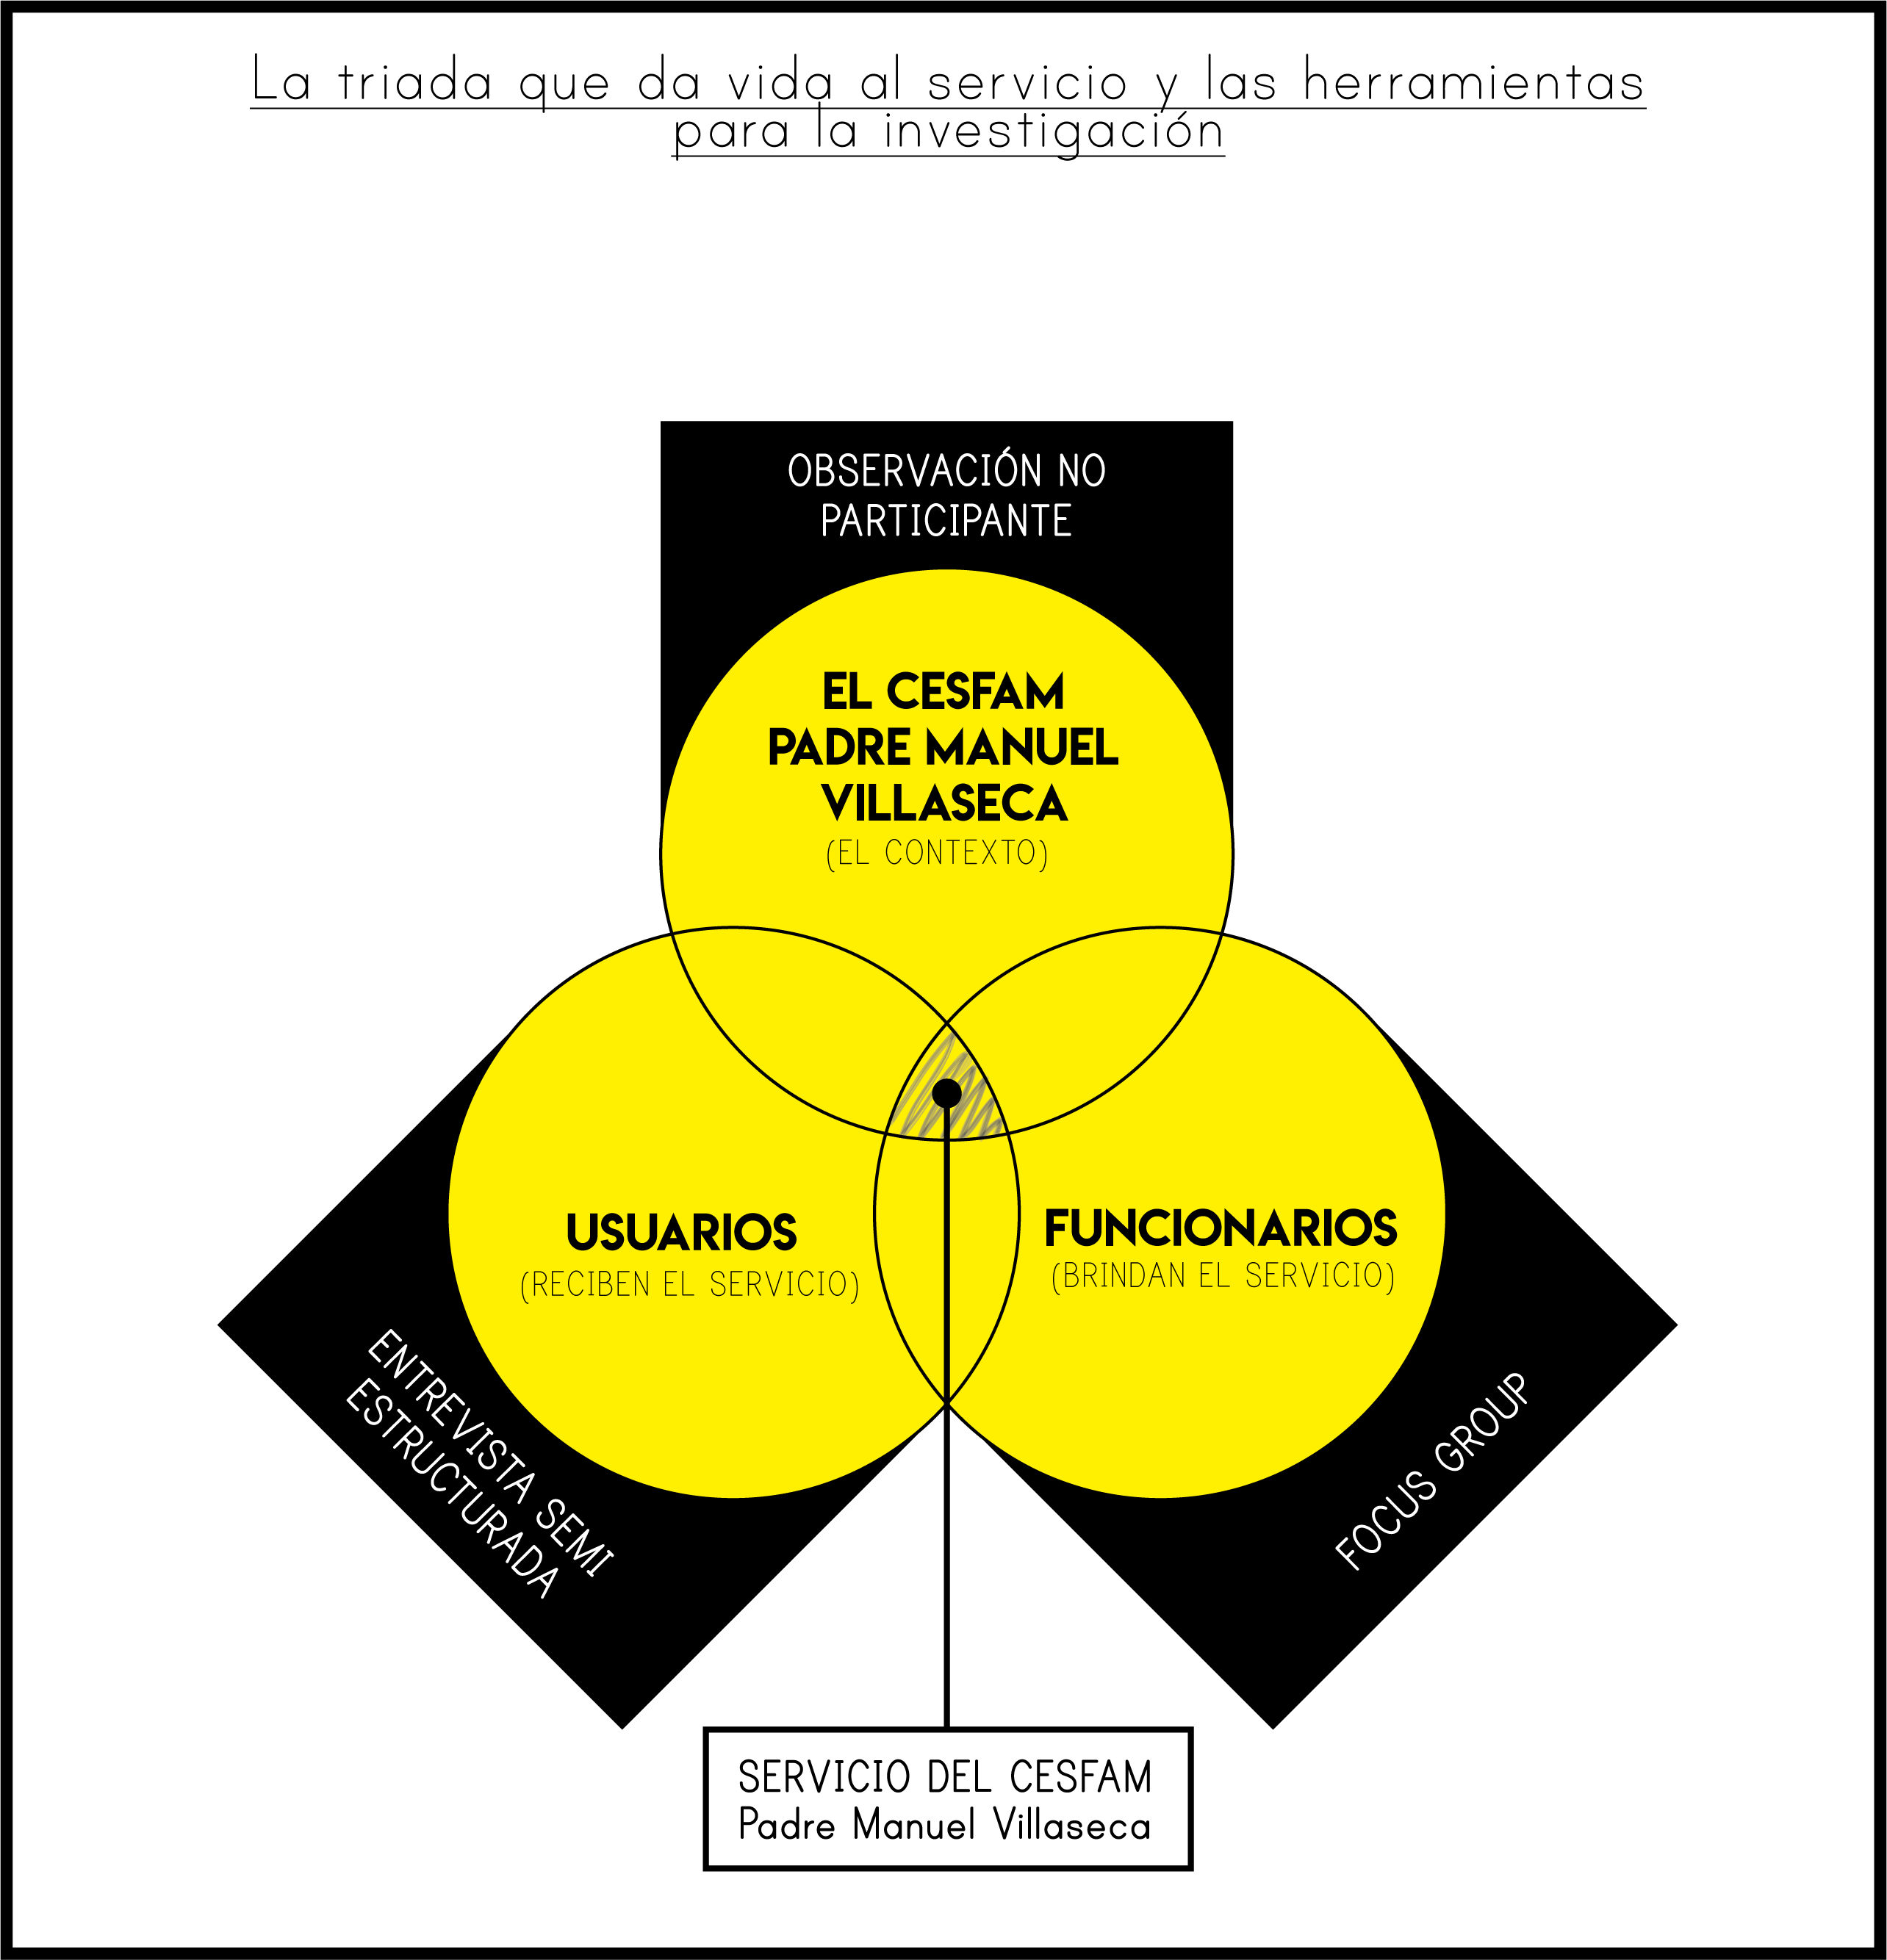 La triada que da vida al servicio y las herramientas
para la investigación
OBSERVACIÓN NO
PARTICIPANTE
EL CESFAM
PADRE MANUEL
VILLASECA
(EL CONTEXTO)
USUARIOS
(RECIBEN EL SERVICIO)
FUNCIONARIOS
(BRINDAN EL SERVICIO)
ENTREVISTA SEMI
ESTRUCTURADA
FOCUS GROUP
SERVICIO DEL CESFAM
Padre Manuel Villaseca